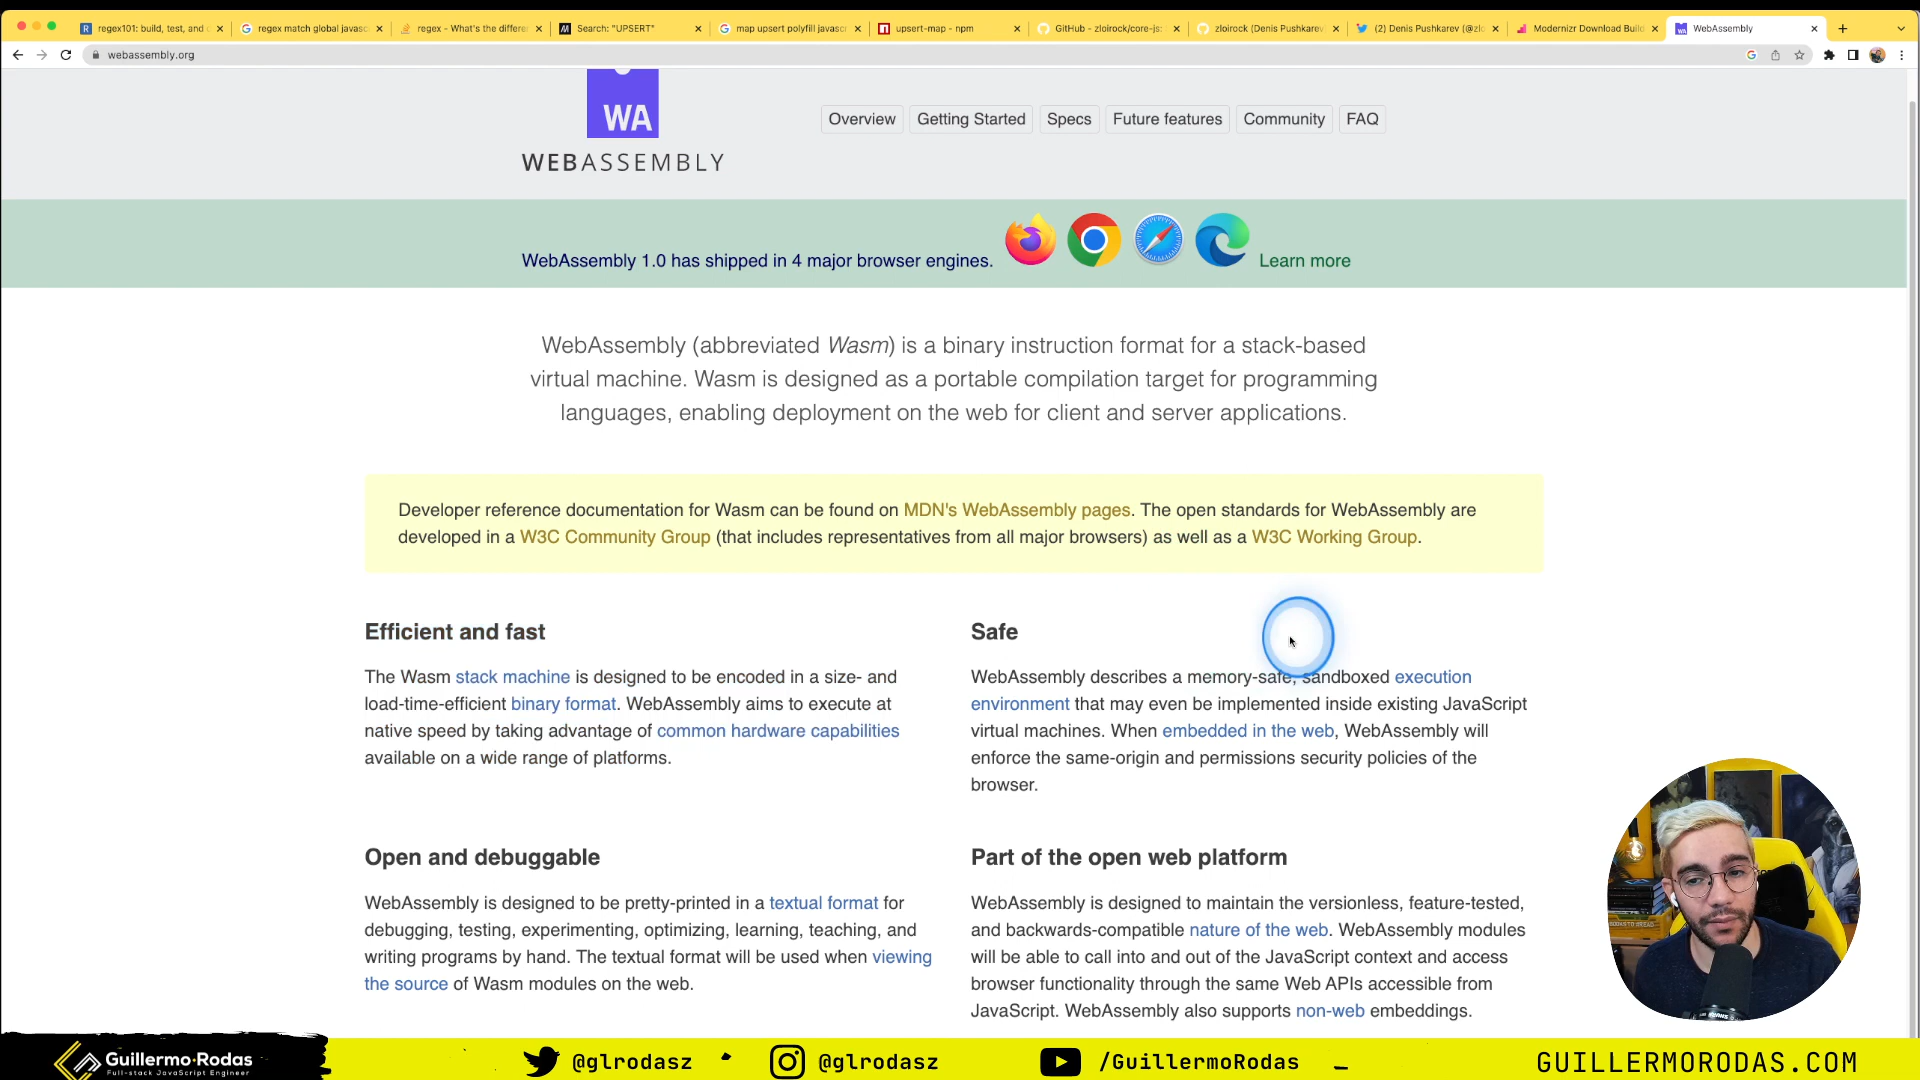 regex101: build, test, and
regex match global javasc
regex - What's the differe
Search: "UPSERT"
map upsert polyfill javascr
upsert-map - npm
GitHub - zloirock/core-js:
zloirock (Denis Pushkarev
(2) Denis Pushkarev (@zlo
Modernizr Download Build
WebAssembly
webassembly.org
WA
WEBASSEMBLY
Overview
Getting Started
Specs
Future features
Community
FAQ
WebAssembly 1.0 has shipped in 4 major browser engines.
Learn more
WebAssembly (abbreviated Wasm) is a binary instruction format for a stack-based
virtual machine. Wasm is designed as a portable compilation target for programming
languages, enabling deployment on the web for client and server applications.
Developer reference documentation for Wasm can be found on MDN's WebAssembly pages. The open standards for WebAssembly are
developed in a W3C Community Group (that includes representatives from all major browsers) as well as a W3C Working Group.
Efficient and fast
The Wasm stack machine is designed to be encoded in a size- and
load-time-efficient binary format. WebAssembly aims to execute at
native speed by taking advantage of common hardware capabilities
available on a wide range of platforms.
Safe
WebAssembly describes a memory-safe, sandboxed execution
environment that may even be implemented inside existing JavaScript
virtual machines. When embedded in the web, WebAssembly will
enforce the same-origin and permissions security policies of the
browser.
Open and debuggable
WebAssembly is designed to be pretty-printed in a textual format for
debugging, testing, experimenting, optimizing, learning, teaching, and
writing programs by hand. The textual format will be used when viewing
the source of Wasm modules on the web.
Part of the open web platform
WebAssembly is designed to maintain the versionless, feature-tested,
and backwards-compatible nature of the web. WebAssembly modules
will be able to call into and out of the JavaScript context and access
browser functionality through the same Web APIs accessible from
JavaScript. WebAssembly also supports non-web embeddings.
Guillermo Rodas
Full-stack JavaScript Engineer
@glrodasz
@glrodasz
/GuillermoRodas
GUILLERMORODAS.COM